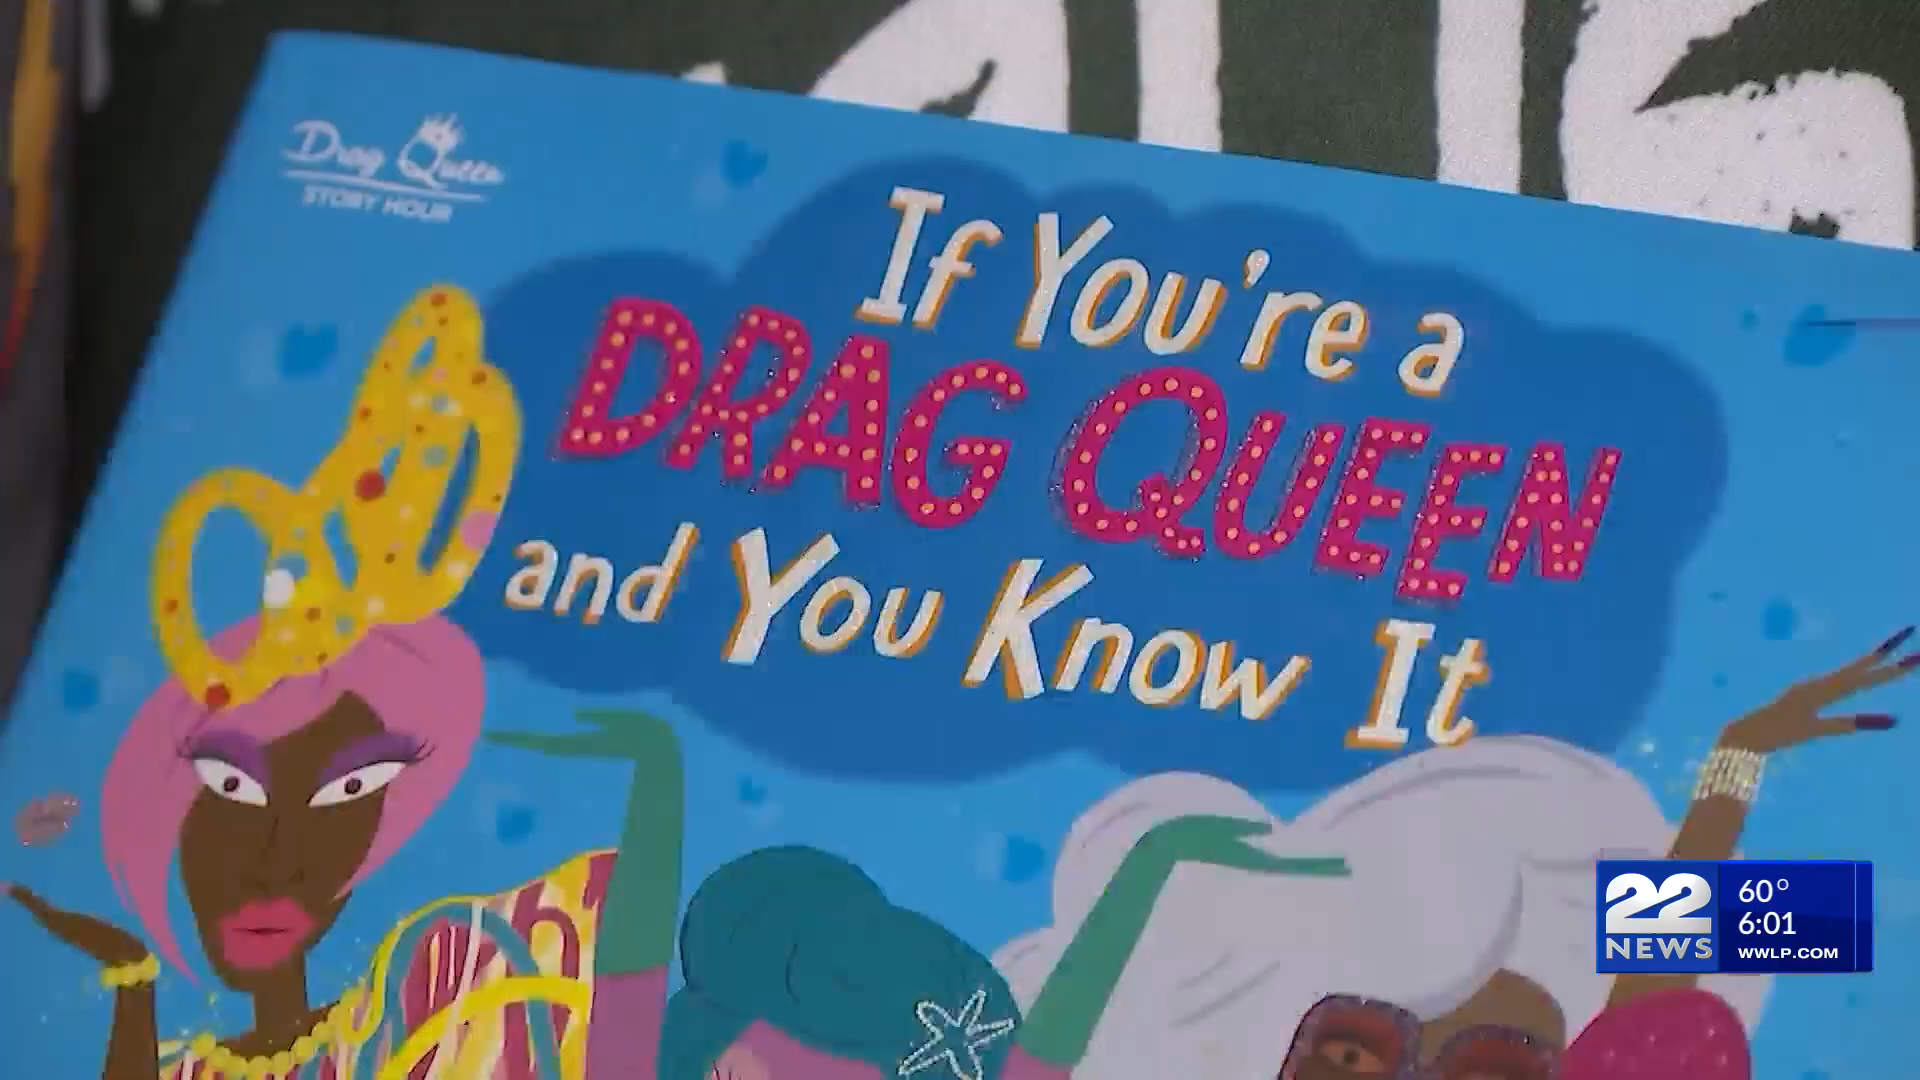 Drag Queen
STORY HOUR
If You're a
DRAG QUEEN
and You Know It
22
NEWS
60°
6:01
WWLP.COM